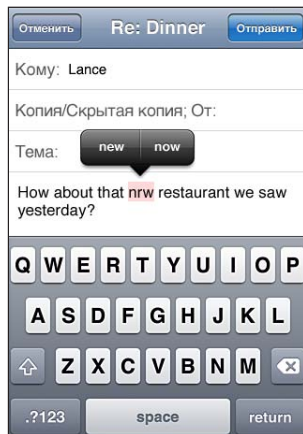 Отменить Re: Dinner Отправить
Кому: Lance
Копия/Скрытая копия; От:
Тема:
new now
How about that nrw restaurant we saw
yesterday?
Q W E R T Y U I O P
A S D F G H J K L
Z X C V B N M
.?123 space return